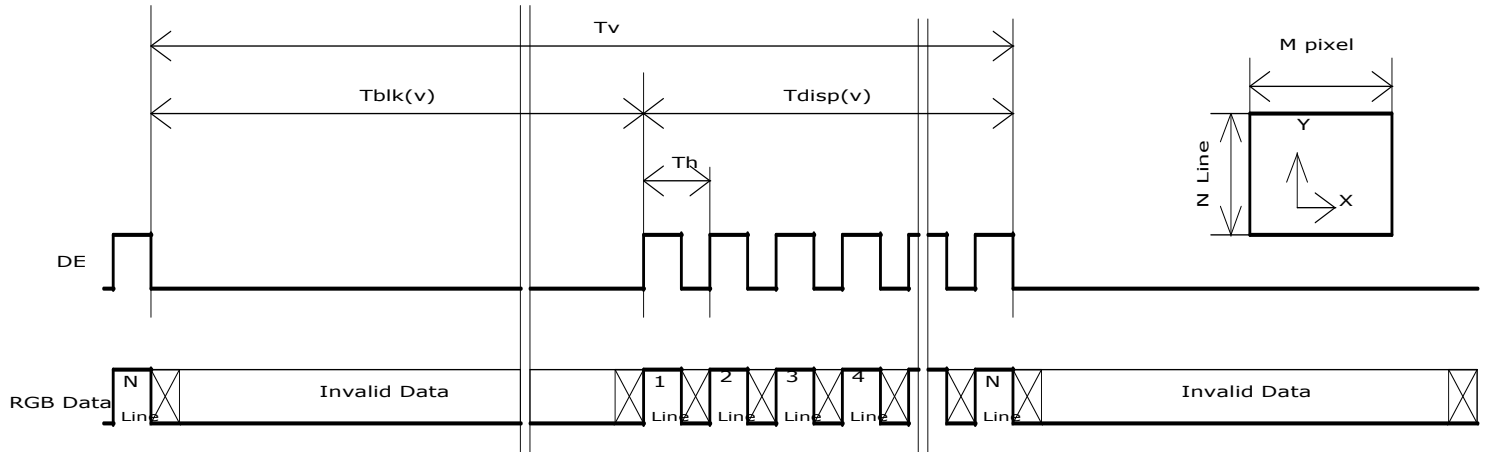 Tv
M pixel
Tblk(v)
Tdisp(v)
Y
N Line
Th
X
DE
N
Line
Invalid Data
1
Line
2
Line
3
Line
4
Line
N
Line
Invalid Data
RGB Data